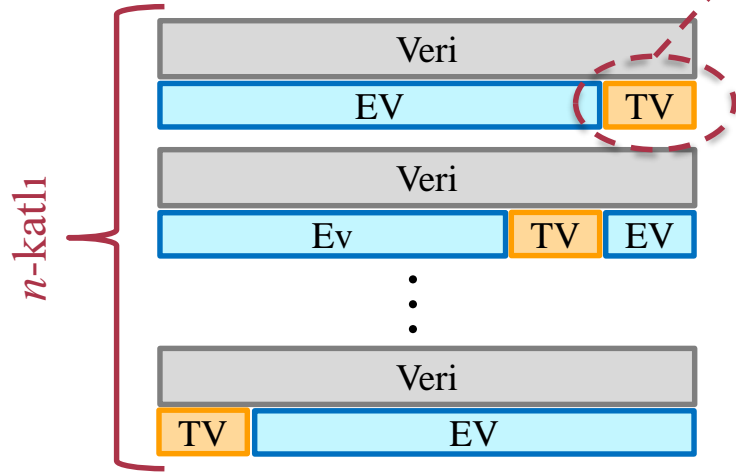 n-katlı
Veri
EV TV
Veri
Ev TV EV
Veri
TV EV